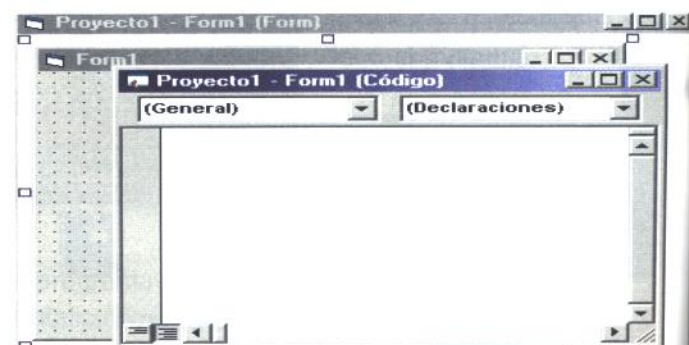 Proyecto1 - Form1 (Form)
Form1
Proyecto1 - Form1 (Código)
(General) (Declaraciones)